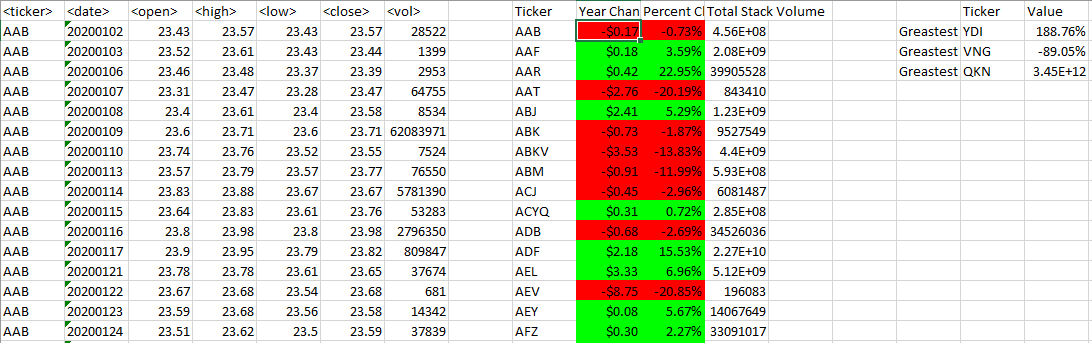 <ticker> <date> <open> <high> <low> <close> <vol> Ticker Year Chan Percent Cl Total Stack Volume Ticker Value
AAB 20200102 23.43 23.57 23.43 23.57 28522 AAB -$0.17 -0.73% 4.56E+08 Greatest YDI 188.76%
AAB 20200103 23.52 23.61 23.43 23.44 1399 AAF $0.18 3.59% 2.08E+09 Greatest VNG -89.05%
AAB 20200106 23.46 23.48 23.37 23.39 2953 AAR $0.42 22.95% 39905528 Greatest QKN 3.45E+12
AAB 20200107 23.31 23.47 23.28 23.47 64755 AAT -$2.76 -20.19% 843410
AAB 20200108 23.4 23.61 23.4 23.58 8534 ABJ $2.41 5.29% 1.23E+09
AAB 20200109 23.6 23.71 23.6 23.71 62083971 ABK -$0.73 -1.87% 9527549
AAB 20200110 23.74 23.76 23.52 23.55 7524 ABKV -$3.53 -13.83% 4.4E+09
AAB 20200113 23.57 23.79 23.57 23.77 76550 ABM -$0.91 -11.99% 5.93E+08
AAB 20200114 23.83 23.88 23.67 23.67 5781390 ACJ -$0.45 -2.96% 6081487
AAB 20200115 23.64 23.83 23.61 23.76 53283 ACYQ $0.31 0.72% 2.85E+08
AAB 20200116 23.8 23.98 23.8 23.98 2796350 ADB -$0.68 -2.69% 34526036
AAB 20200117 23.9 23.95 23.79 23.82 809847 ADF $2.18 15.53% 2.27E+10
AAB 20200121 23.78 23.78 23.61 23.65 37674 AEL $3.33 6.96% 5.12E+09
AAB 20200122 23.67 23.68 23.54 23.68 681 AEV -$8.75 -20.85% 196083
AAB 20200123 23.59 23.68 23.56 23.58 14342 AEY $0.08 5.67% 14067649
AAB 20200124 23.51 23.62 23.5 23.59 37839 AFZ $0.30 2.27% 33091017